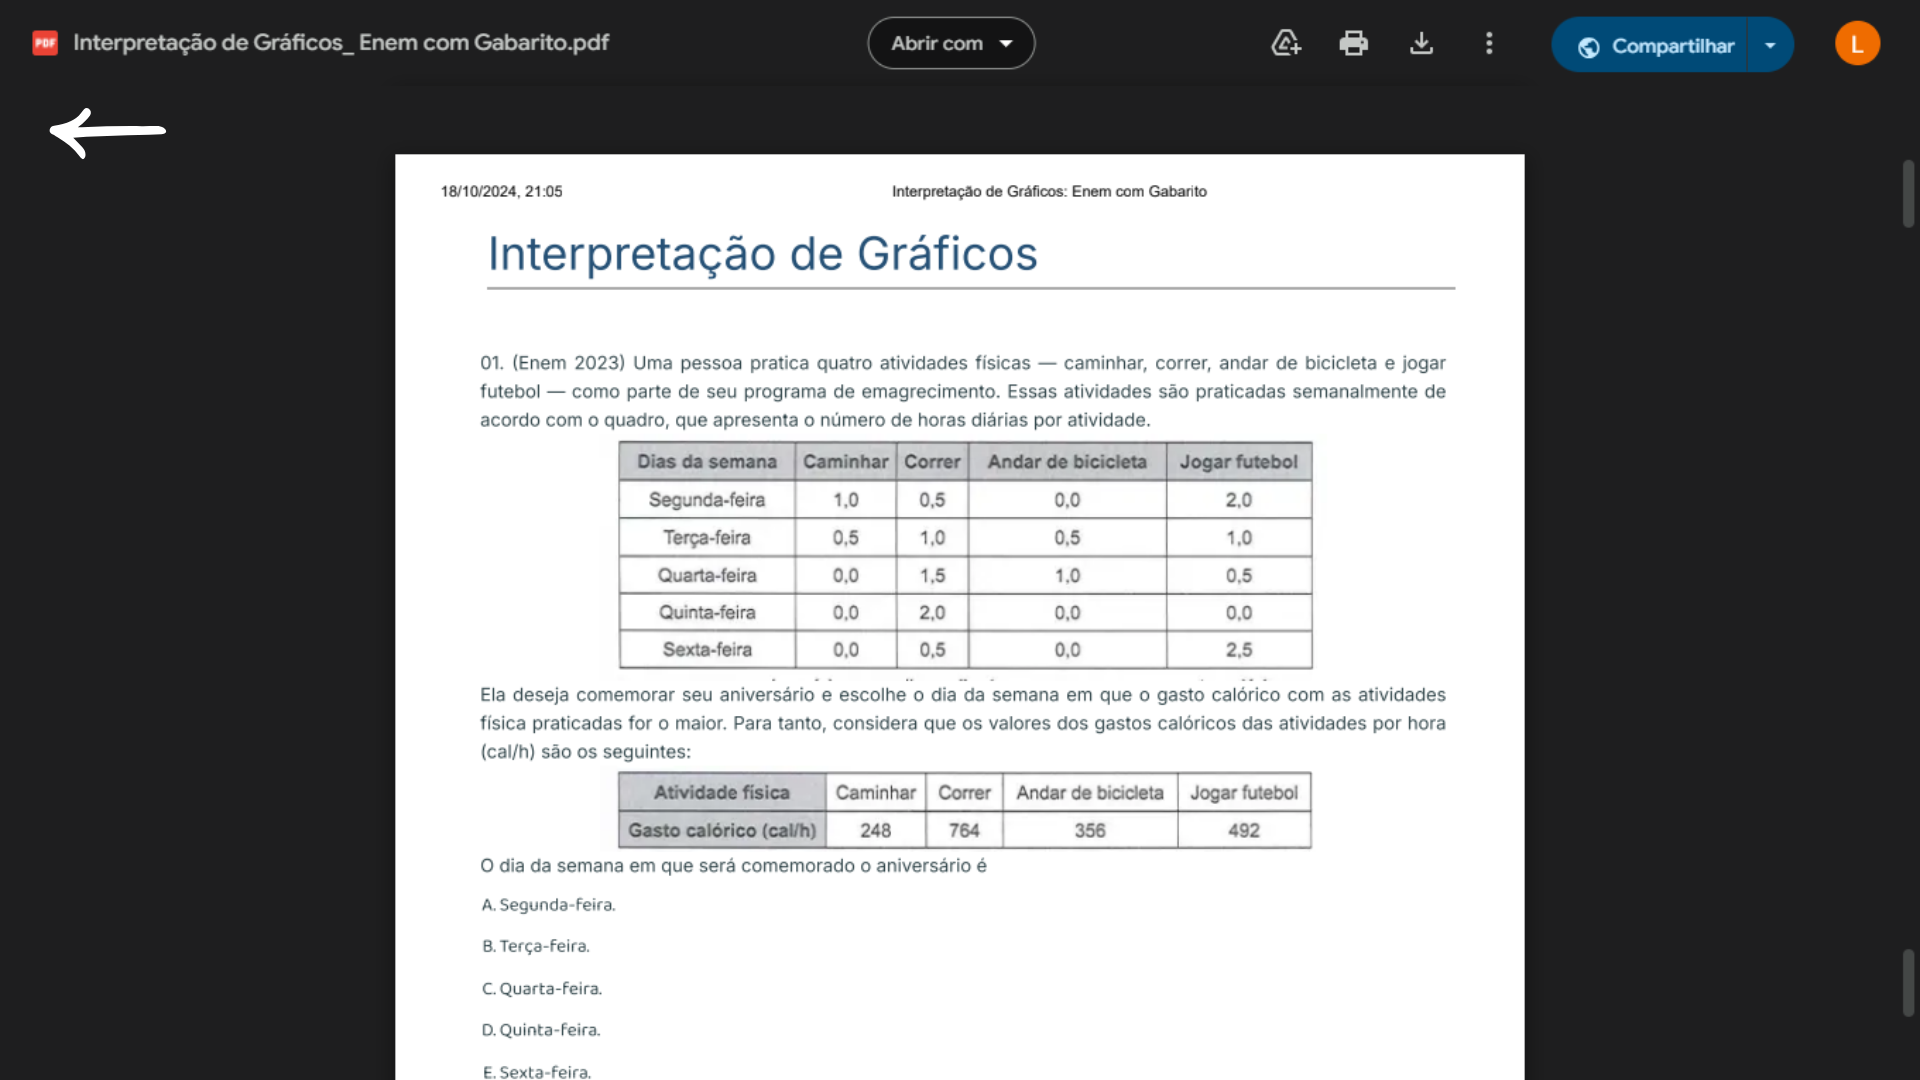 PDF Interpretação de Gráficos_ Enem com Gabarito.pdf
Abrir com
Compartilhar
L
18/10/2024, 21:05 Interpretação de Gráficos: Enem com Gabarito
Interpretação de Gráficos
01. (Enem 2023) Uma pessoa pratica quatro atividades físicas — caminhar, correr, andar de bicicleta e jogar
futebol — como parte de seu programa de emagrecimento. Essas atividades são praticadas semanalmente de
acordo com o quadro, que apresenta o número de horas diárias por atividade.
Dias da semana Caminhar Correr Andar de bicicleta Jogar futebol
Segunda-feira 1,0 0,5 0,0 2,0
Terça-feira 0,5 1,0 0,5 1,0
Quarta-feira 0,0 1,5 1,0 0,5
Quinta-feira 0,0 2,0 0,0 0,0
Sexta-feira 0,0 0,5 0,0 2,5
Ela deseja comemorar seu aniversário e escolhe o dia da semana em que o gasto calórico com as atividades
física praticadas for o maior. Para tanto, considera que os valores dos gastos calóricos das atividades por hora
(cal/h) são os seguintes:
Atividade física Caminhar Correr Andar de bicicleta Jogar futebol
Gasto calórico (cal/h) 248 764 356 492
O dia da semana em que será comemorado o aniversário é
A. Segunda-feira.
B. Terça-feira.
C. Quarta-feira.
D. Quinta-feira.
E. Sexta-feira.